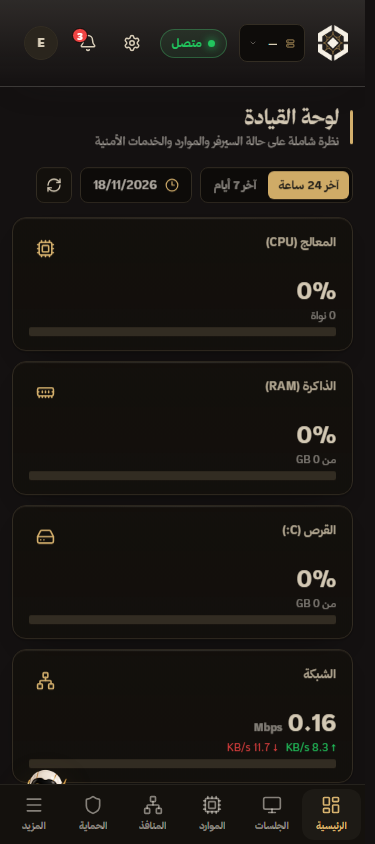 — متصل 3 E
لوحة القيادة
نظرة شاملة على حالة السيرفر والموارد والخدمات الأمنية
آخر 24 ساعة آخر 7 أيام 18/11/2026
المعالج (CPU)
0%
0 نواة
الذاكرة (RAM)
0%
من 0 GB
القرص (C:)
0%
من 0 GB
الشبكة
0.16 Mbps
↑ 8.3 KB/s ↓ 11.7 KB/s
الرئيسية الجلسات الموارد المنافذ الحماية المزيد